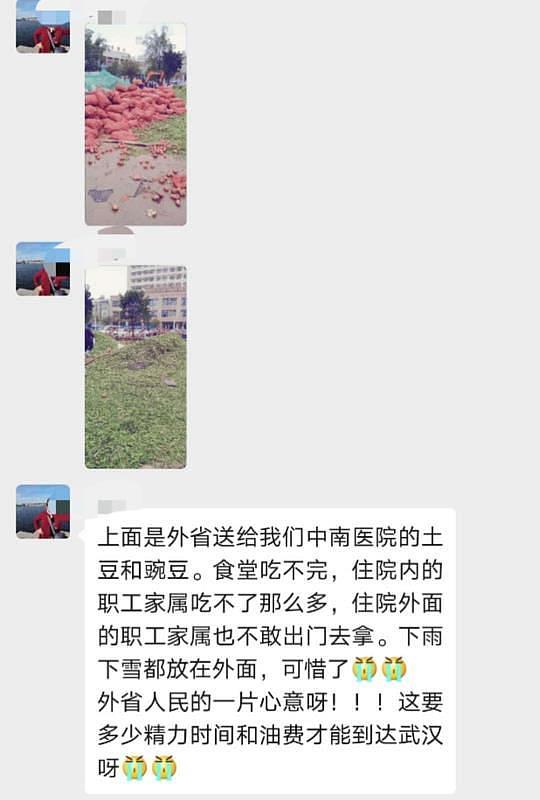 上面是外省送给我们中南医院的土
豆和豌豆。食堂吃不完，住院内的
职工家属吃不了那么多，住院外面
的职工家属也不敢出门去拿。下雨
下雪都放在外面，可惜了😭😭
外省人民的一片心意呀！！！这要
多少精力时间和油费才能到达武汉
呀😭😭